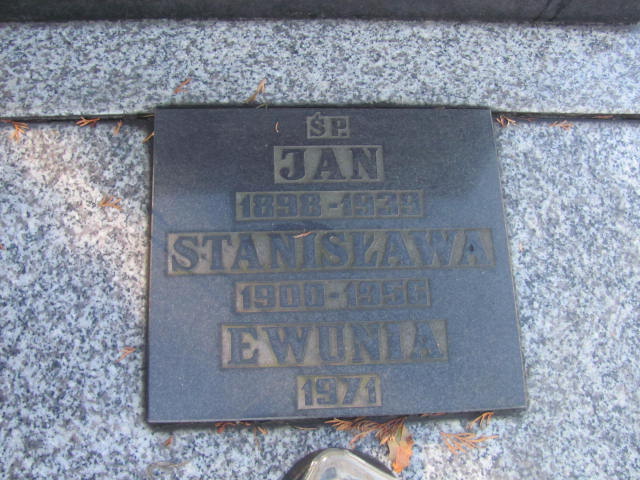 ŚP.
JAN
1898-1939
STANISŁAWA
1900-1956
EWUNIA
1971